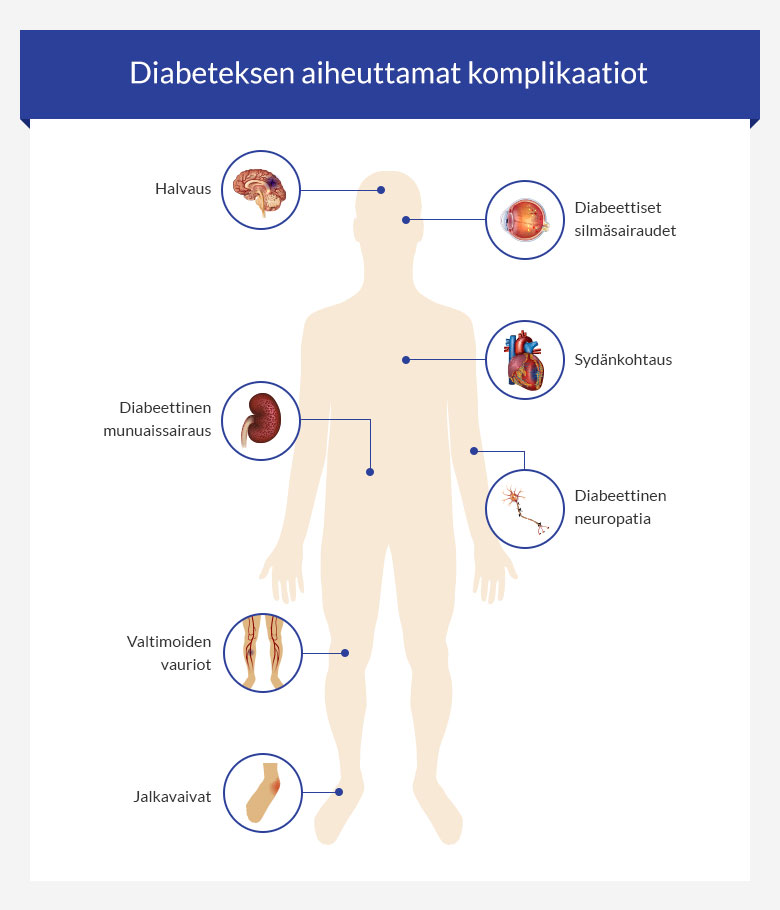 Diabeteksen aiheuttamat komplikaatiot
Halvaus
Diabeettiset
silmäsairaudet
Sydänkohtaus
Diabeettinen
munuaissairaus
Diabeettinen
neuropatia
Valtimoiden
vauriot
Jalkavaivat